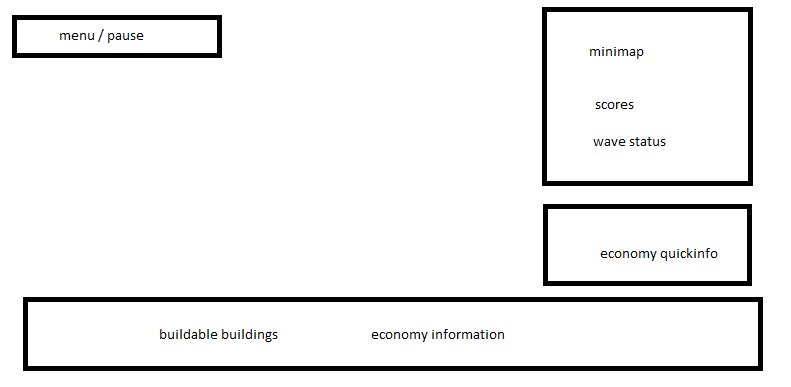 menu / pause
minimap
scores
wave status
economy quickinfo
buildable buildings
economy information